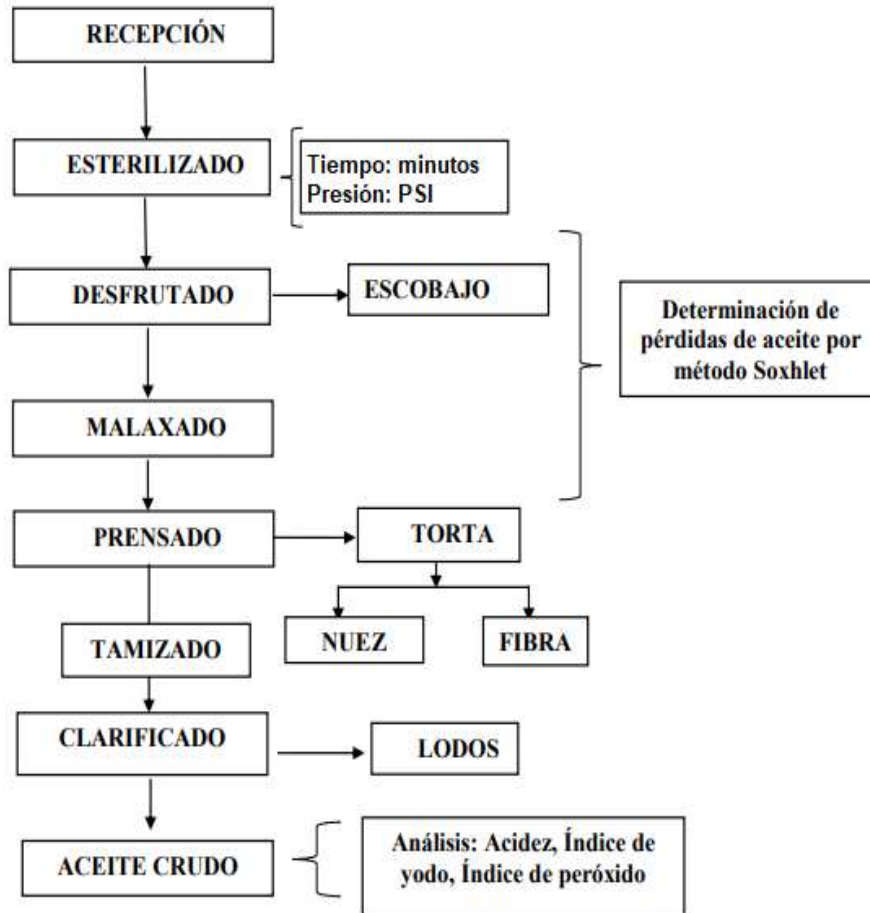 RECEPCIÓN
ESTERILIZADO
Tiempo: minutos
Presión: PSI
DESFRUTADO
ESCOBAJO
Determinación de
pérdidas de aceite por
método Soxhlet
MALAXADO
PRENSADO
TORTA
NUEZ
FIBRA
TAMIZADO
CLARIFICADO
LODOS
ACEITE CRUDO
Análisis: Acidez, Índice de
yodo, Índice de peróxido